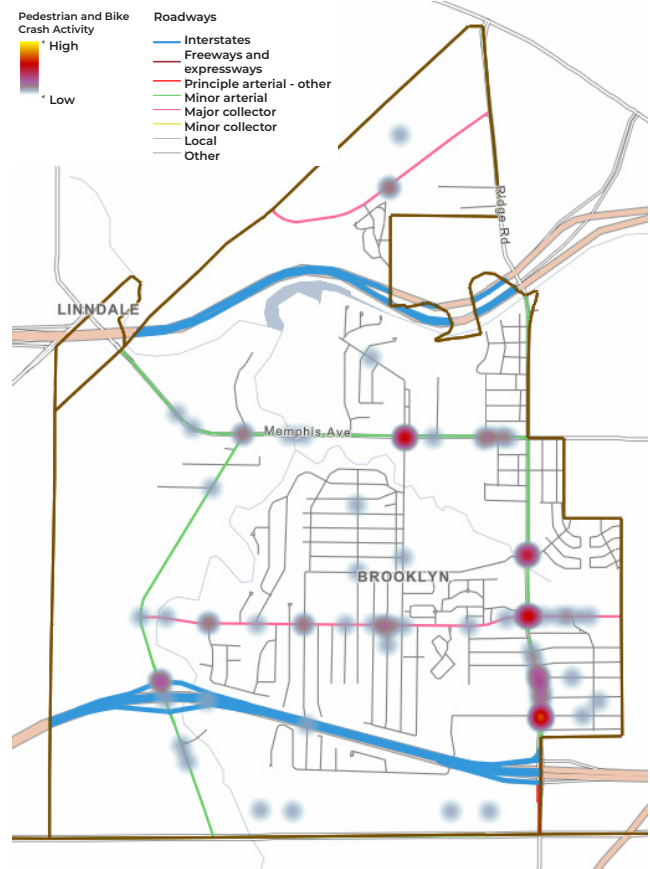 Pedestrian and Bike
Crash Activity
High
Low
Roadways
Interstates
Freeways and
expressways
Principle arterial - other
Minor arterial
Major collector
Minor collector
Local
Other
Ridge Rd
LINNDALE
Memphis Ave
BROOKLYN